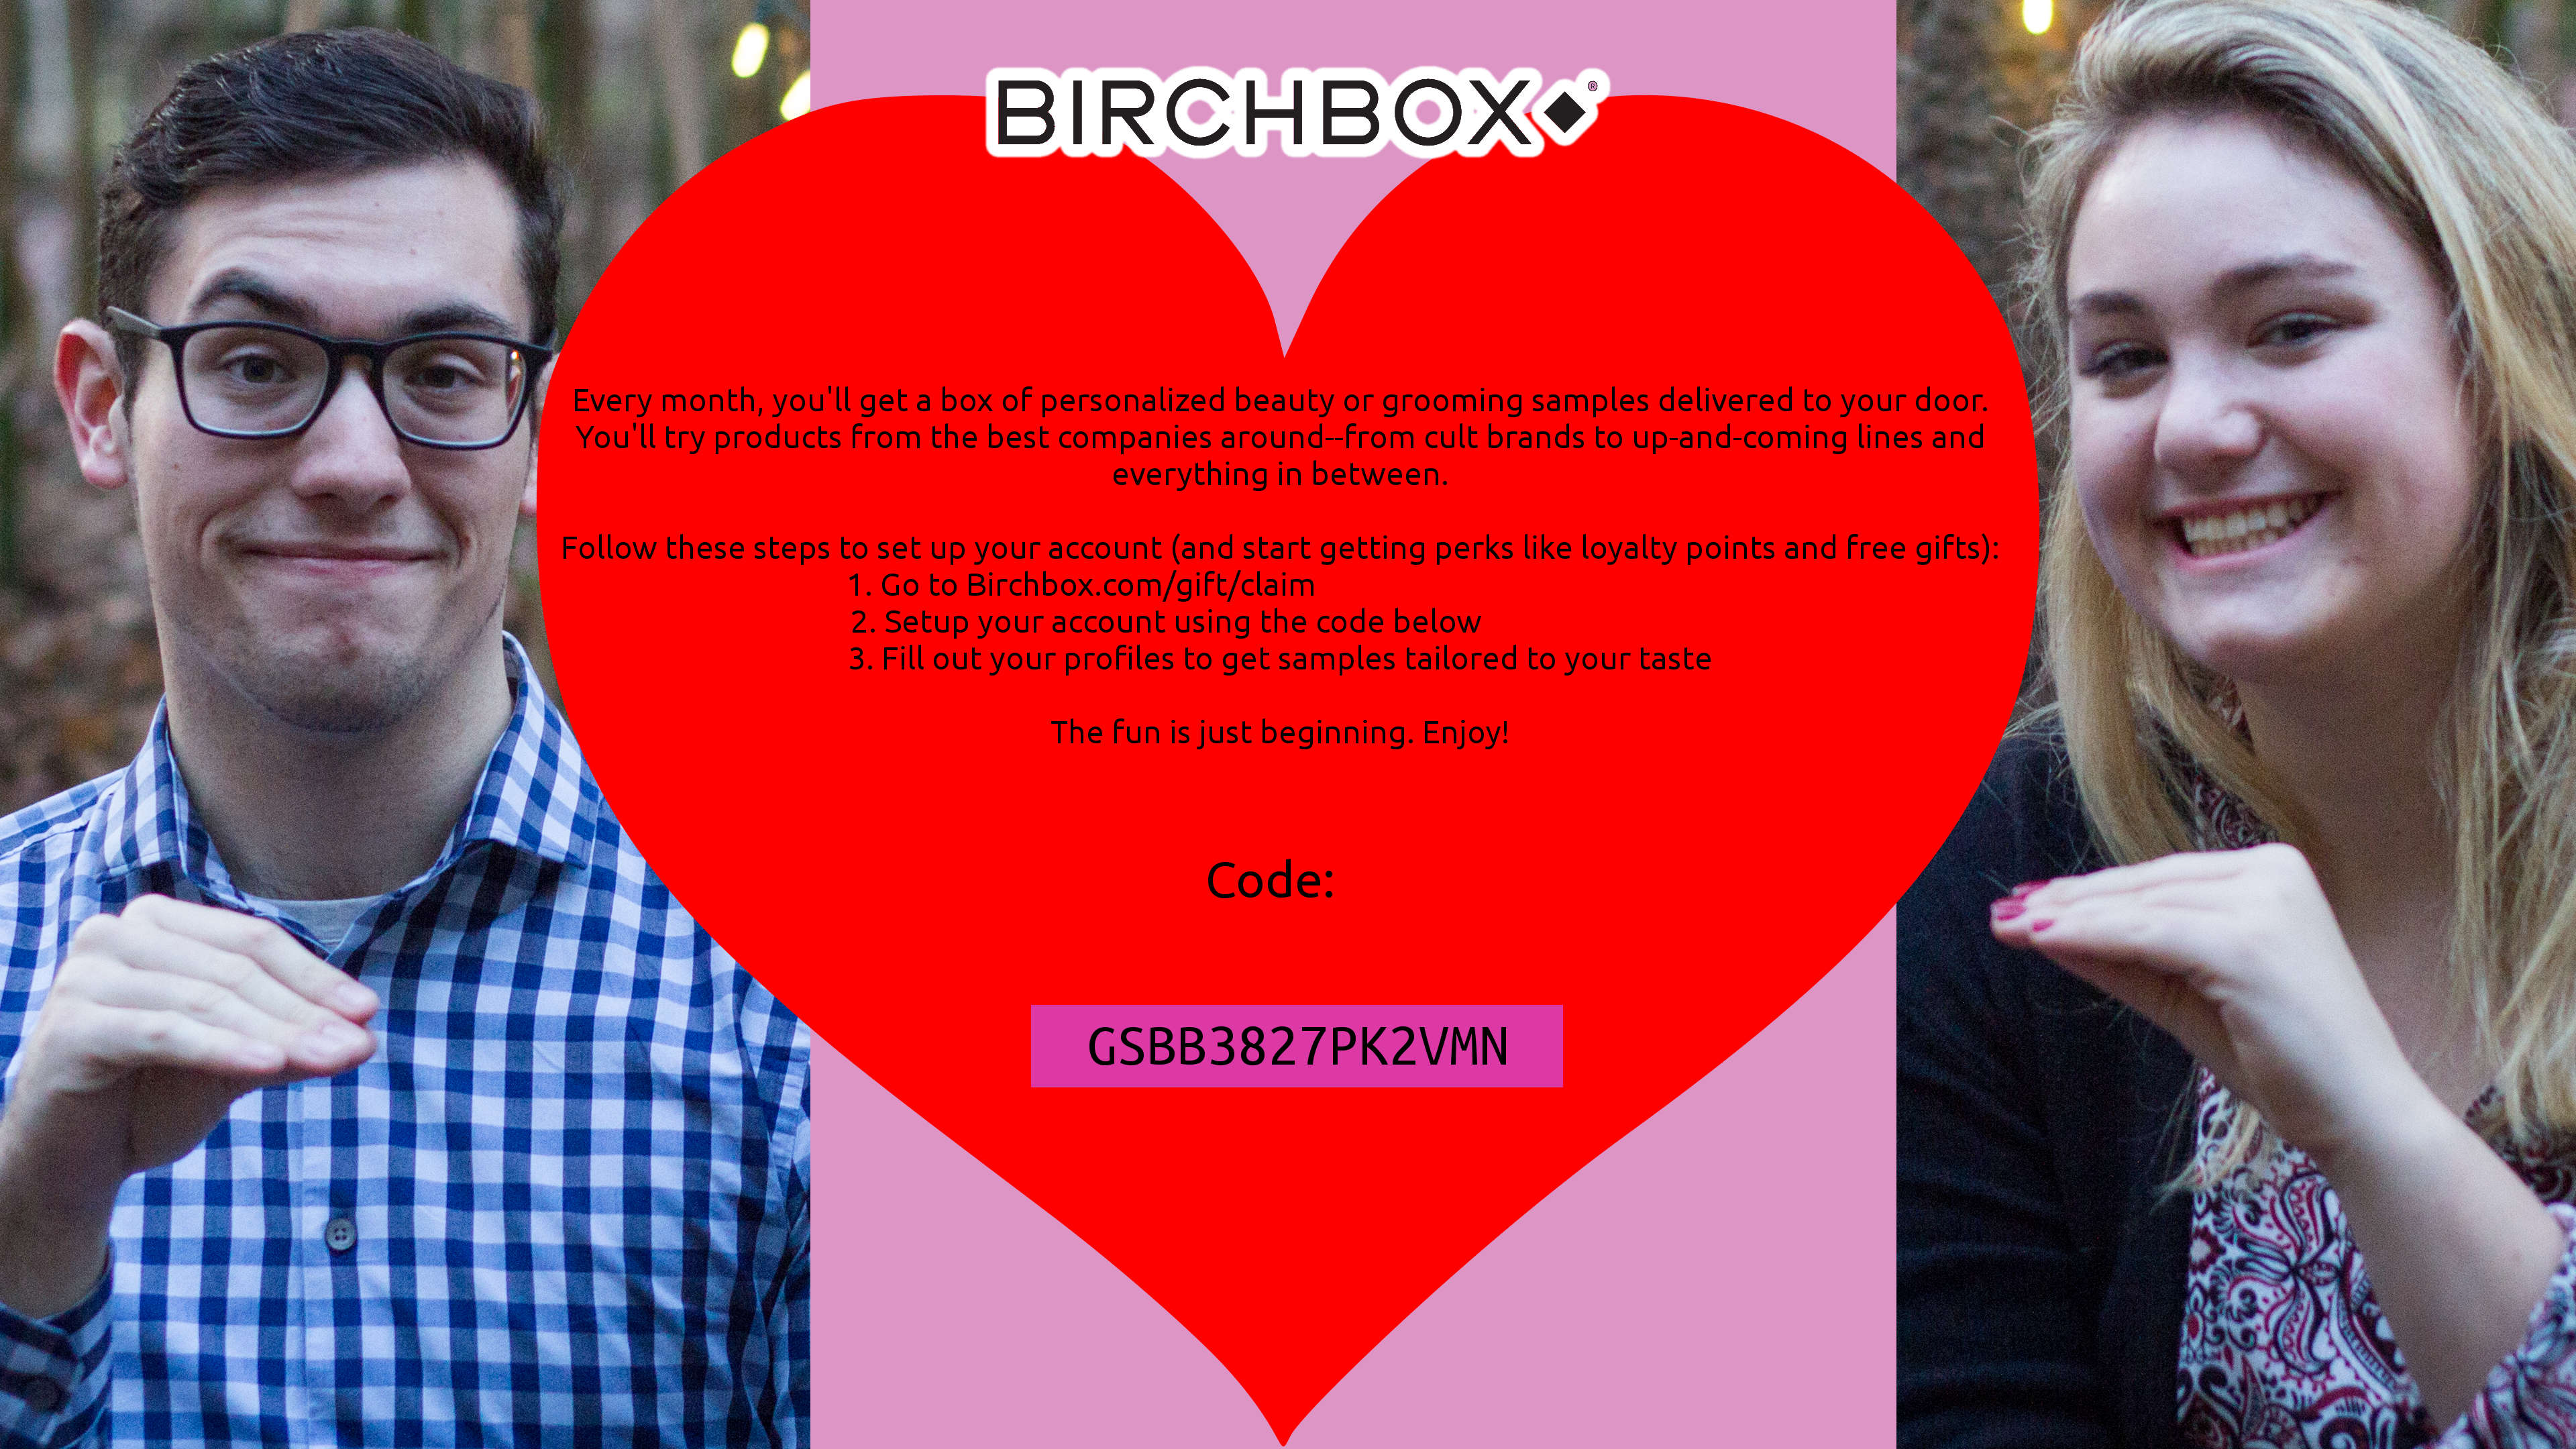 BIRCHBOX®
Every month, you'll get a box of personalized beauty or grooming samples delivered to your door.
You'll try products from the best companies around--from cult brands to up-and-coming lines and
everything in between.
Follow these steps to set up your account (and start getting perks like loyalty points and free gifts):
1. Go to Birchbox.com/gift/claim
2. Setup your account using the code below
3. Fill out your profiles to get samples tailored to your taste
The fun is just beginning. Enjoy!
Code:
GSBB3827PK2VMN